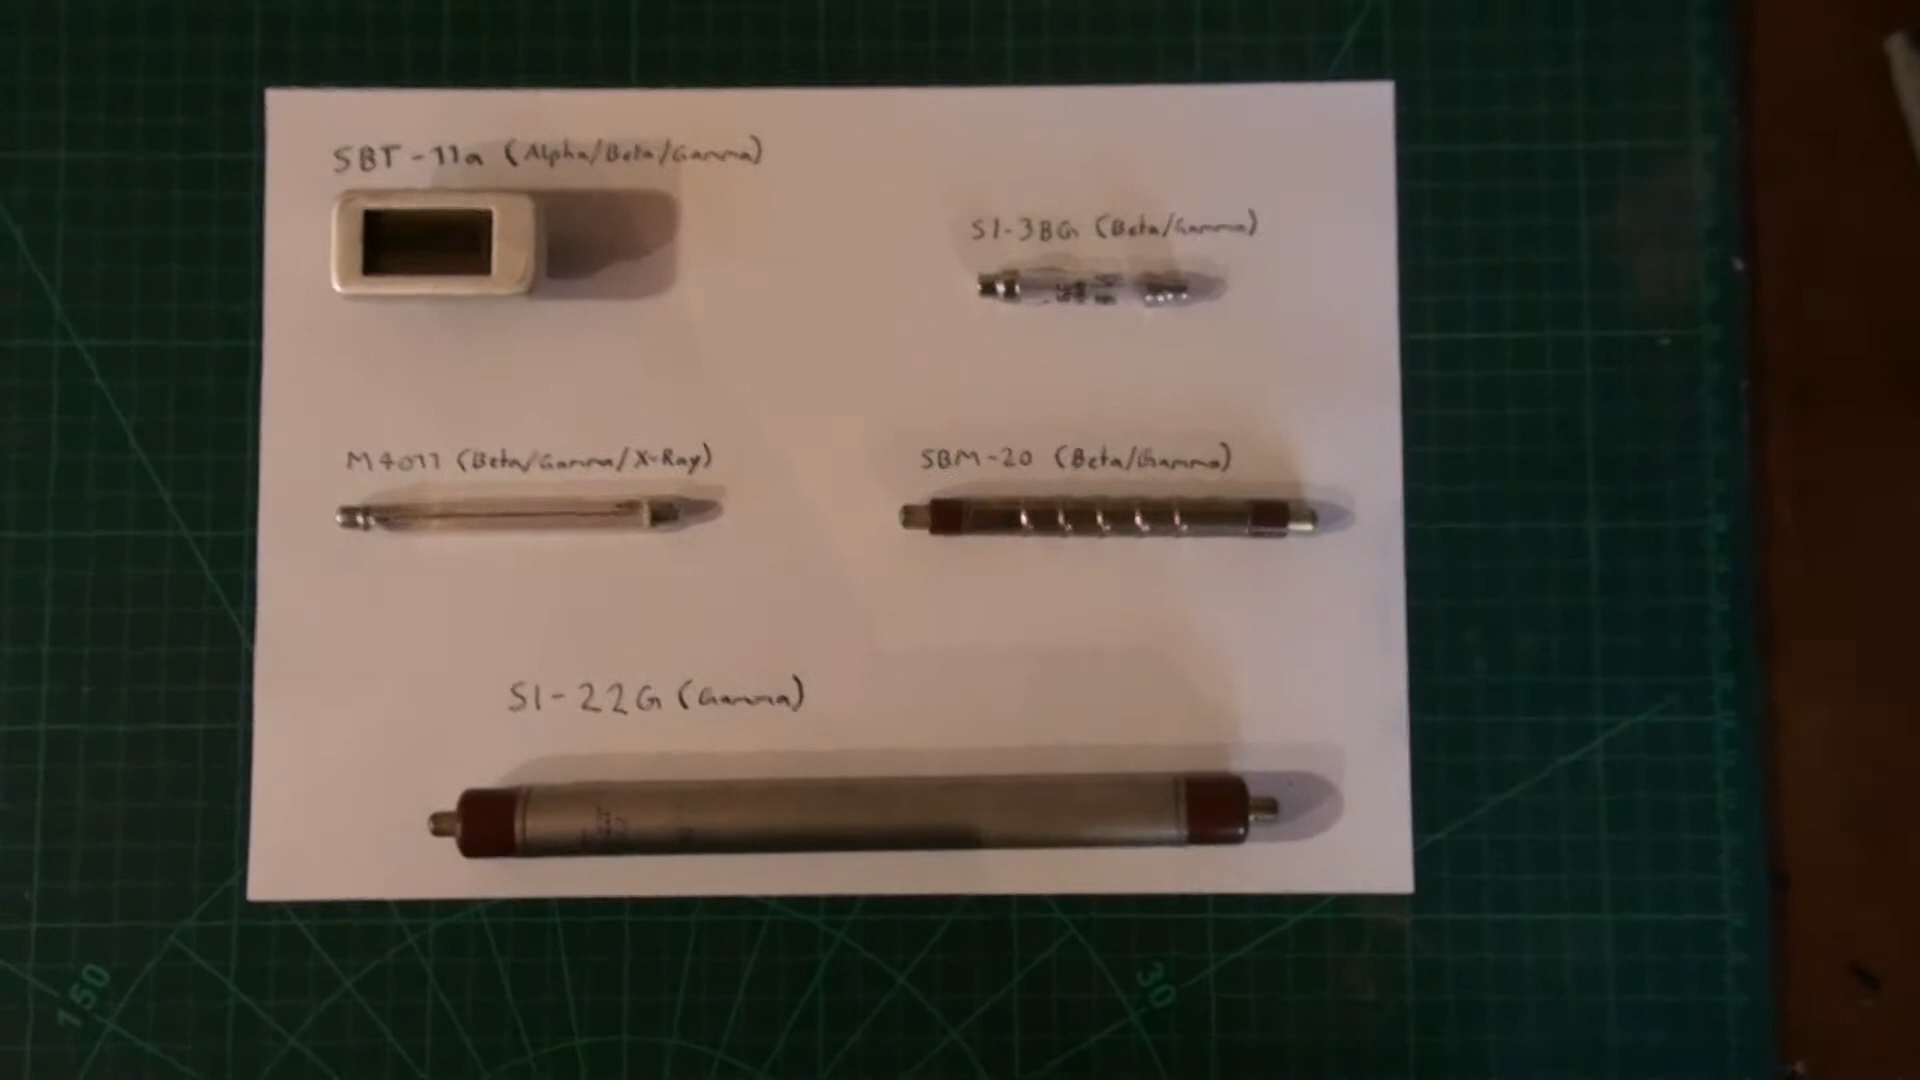 SBT-11a (Alpha/Beta/Gamma)
SI-3BG (Beta/Gamma)
M4011 (Beta/Gamma/X-Ray)
SBM-20 (Beta/Gamma)
SI-22G (Gamma)
150
30